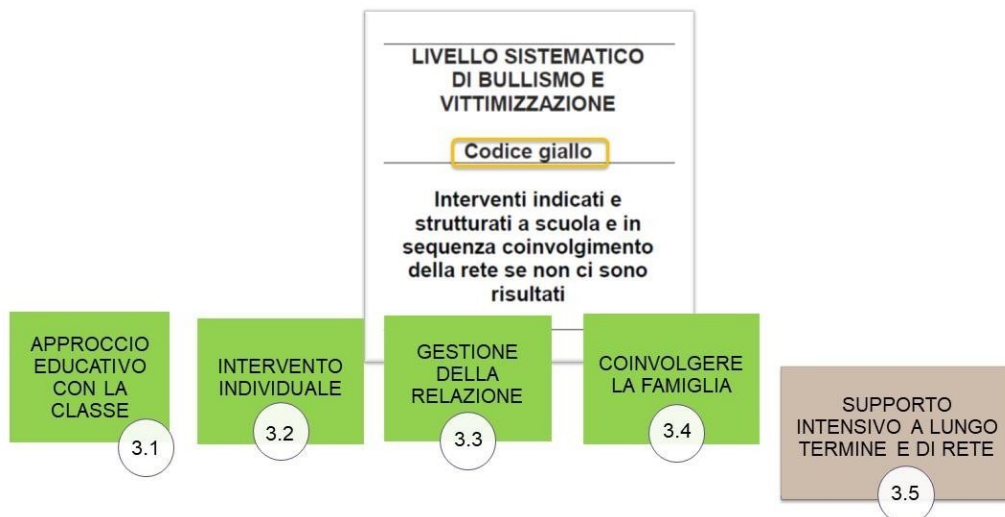 LIVELLO SISTEMATICO
DI BULLISMO E
VITTIMIZZAZIONE
Codice giallo
Interventi indicati e
strutturati a scuola e in
sequenza coinvolgimento
della rete se non ci sono
risultati
APPROCCIO
EDUCATIVO
CON LA
CLASSE
3.1
INTERVENTO
INDIVIDUALE
3.2
GESTIONE
DELLA
RELAZIONE
3.3
COINVOLGERE
LA FAMIGLIA
3.4
SUPPORTO
INTENSIVO A LUNGO
TERMINE E DI RETE
3.5